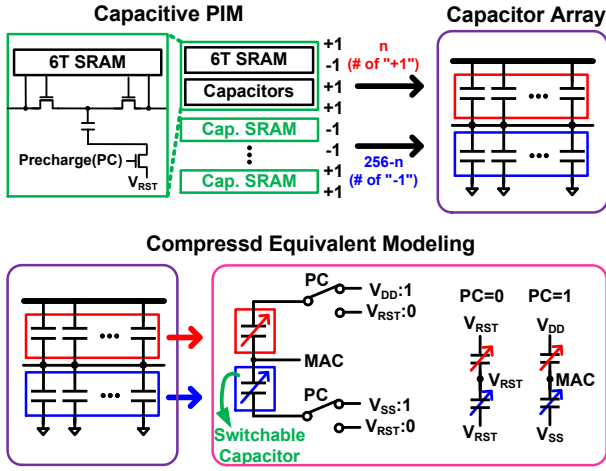 Capacitive PIM
Capacitor Array
6T SRAM
Precharge(PC)
VRST
6T SRAM
Capacitors
Cap. SRAM
Cap. SRAM
+1
-1
+1
+1
-1
-1
+1
+1
n
(# of "+1")
256-n
(# of "-1")
Compressd Equivalent Modeling
PC
VDD:1
VRST:0
MAC
PC
VSS:1
VRST:0
Switchable
Capacitor
PC=0
PC=1
VRST
VDD
VRST
MAC
VRST
VSS